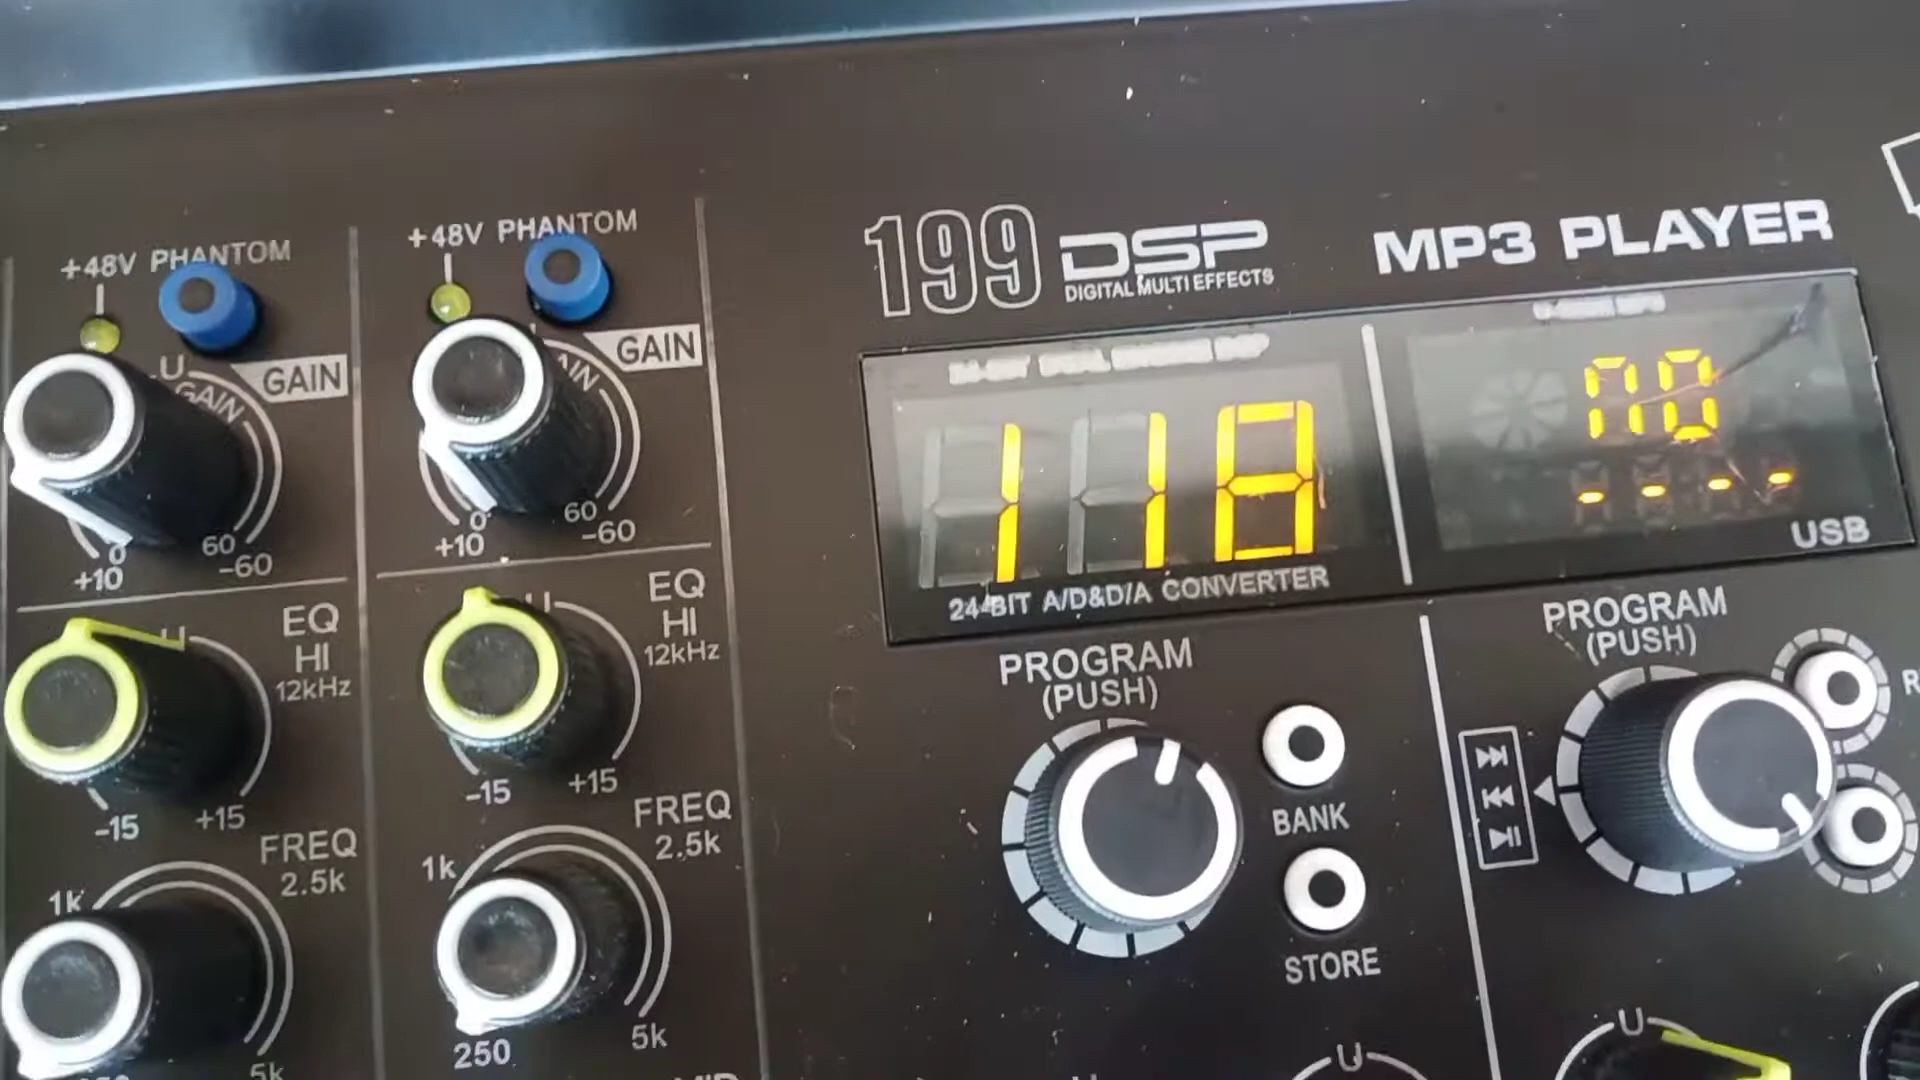 +48V PHANTOM
U
GAIN
GAIN
0
+10
60
-60
EQ
HI
12kHz
U
-15
+15
FREQ
2.5k
1k
5k
+48V PHANTOM
GAIN
0
+10
60
-60
EQ
HI
12kHz
U
-15
+15
FREQ
2.5k
1k
250
5k
199 DSP
DIGITAL MULTI EFFECTS
118
24-BIT A/D&D/A CONVERTER
PROGRAM
(PUSH)
BANK
STORE
U
MP3 PLAYER
no
----
USB
PROGRAM
(PUSH)
U